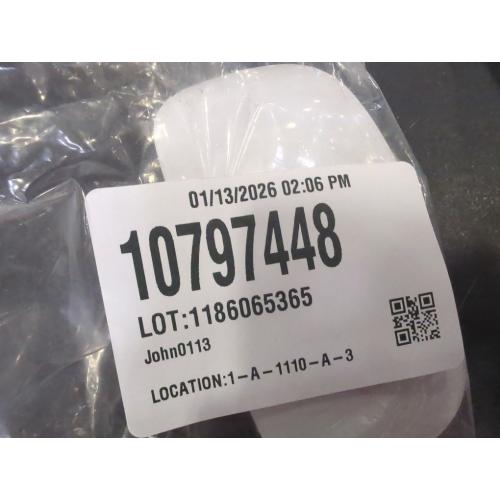 01/13/2026 02:06 PM
10797448
LOT:1186065365
John0113
LOCATION:1-A-1110-A-3